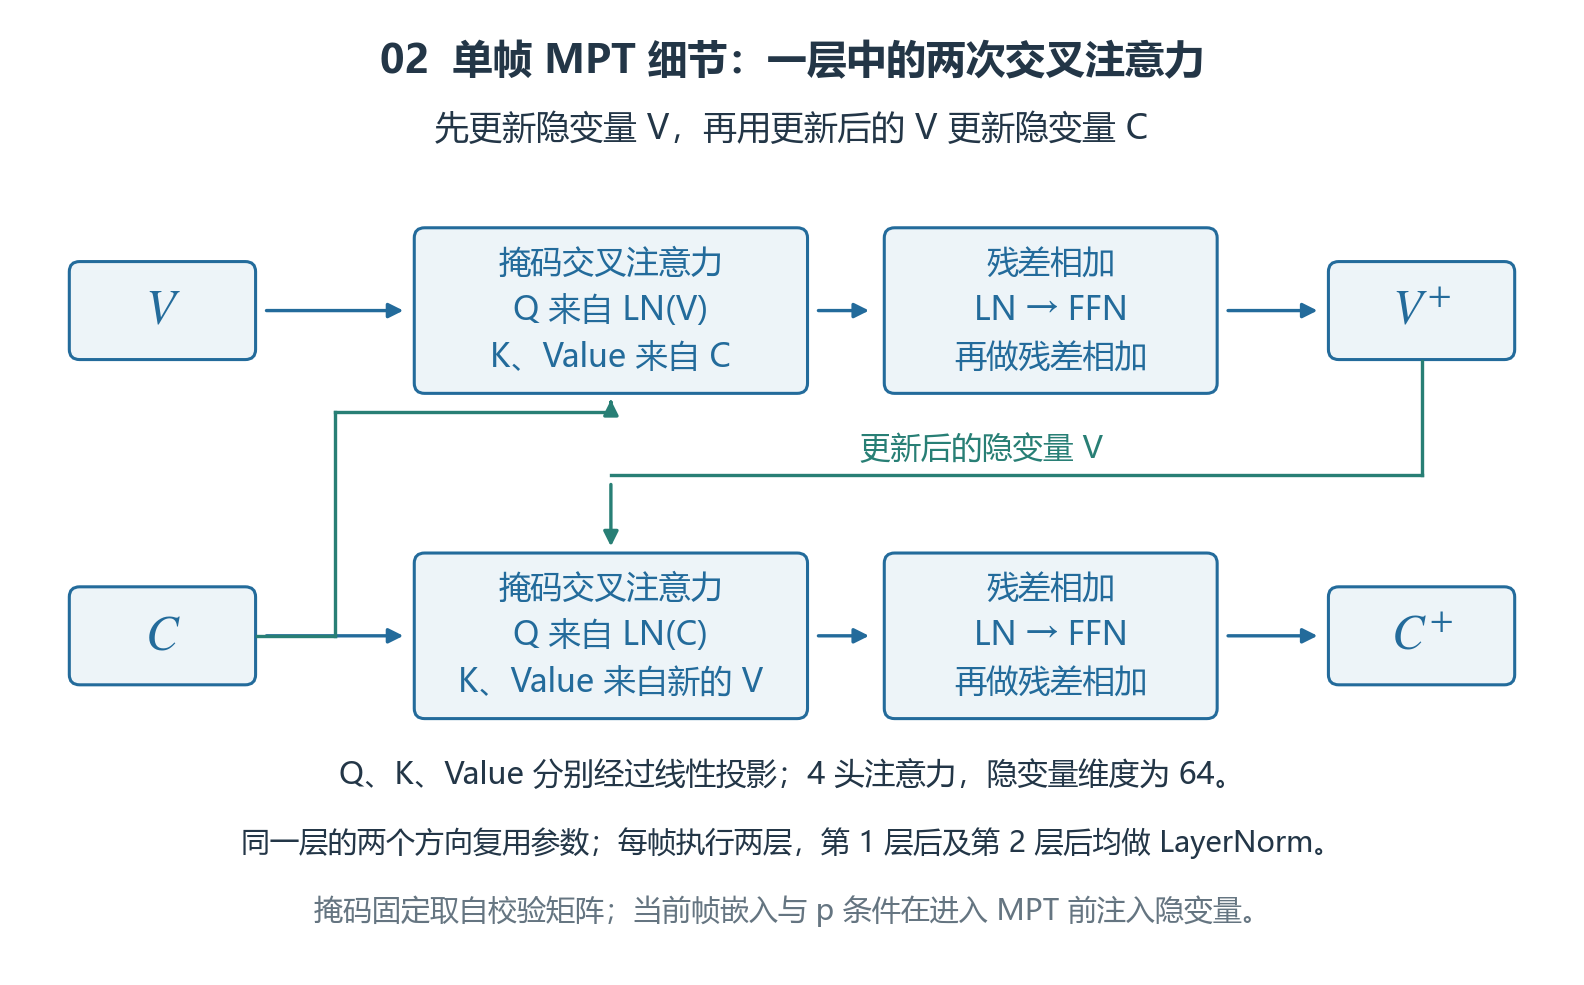 02 单帧 MPT 细节：一层中的两次交叉注意力
先更新隐变量 V，再用更新后的 V 更新隐变量 C
V
掩码交叉注意力
Q 来自 LN(V)
K、Value 来自 C
残差相加
LN → FFN
再做残差相加
V⁺
更新后的隐变量 V
C
掩码交叉注意力
Q 来自 LN(C)
K、Value 来自新的 V
残差相加
LN → FFN
再做残差相加
C⁺
Q、K、Value 分别经过线性投影；4 头注意力，隐变量维度为 64。
同一层的两个方向复用参数；每帧执行两层，第 1 层后及第 2 层后均做 LayerNorm。
掩码固定取自校验矩阵；当前帧嵌入与 p 条件在进入 MPT 前注入隐变量。